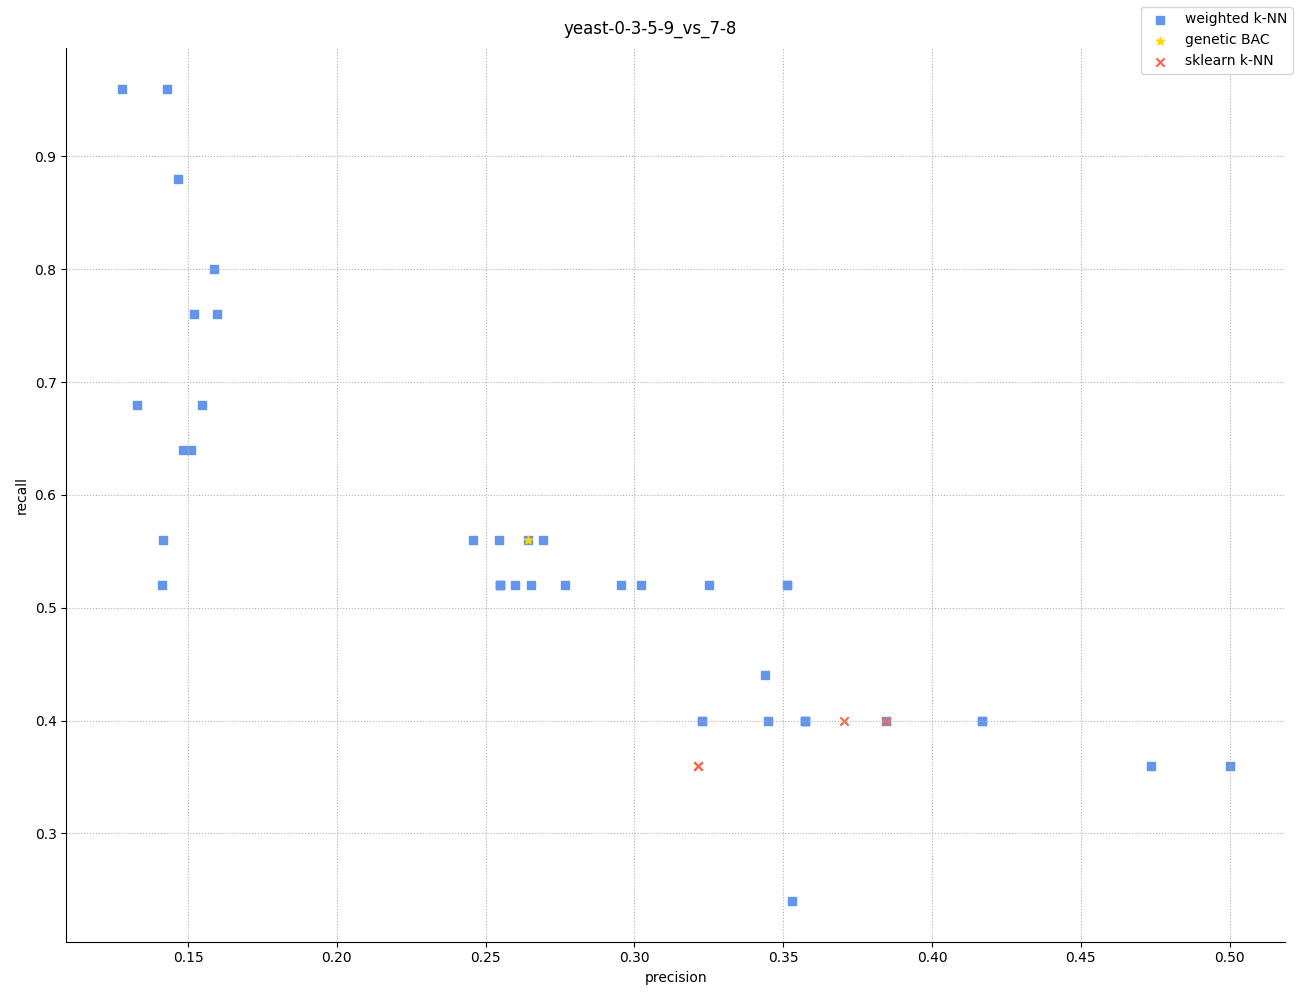 yeast-0-3-5-9_vs_7-8
weighted k-NN
genetic BAC
sklearn k-NN
recall
0.9
0.8
0.7
0.6
0.5
0.4
0.3
0.15 0.20 0.25 0.30 0.35 0.40 0.45 0.50
precision